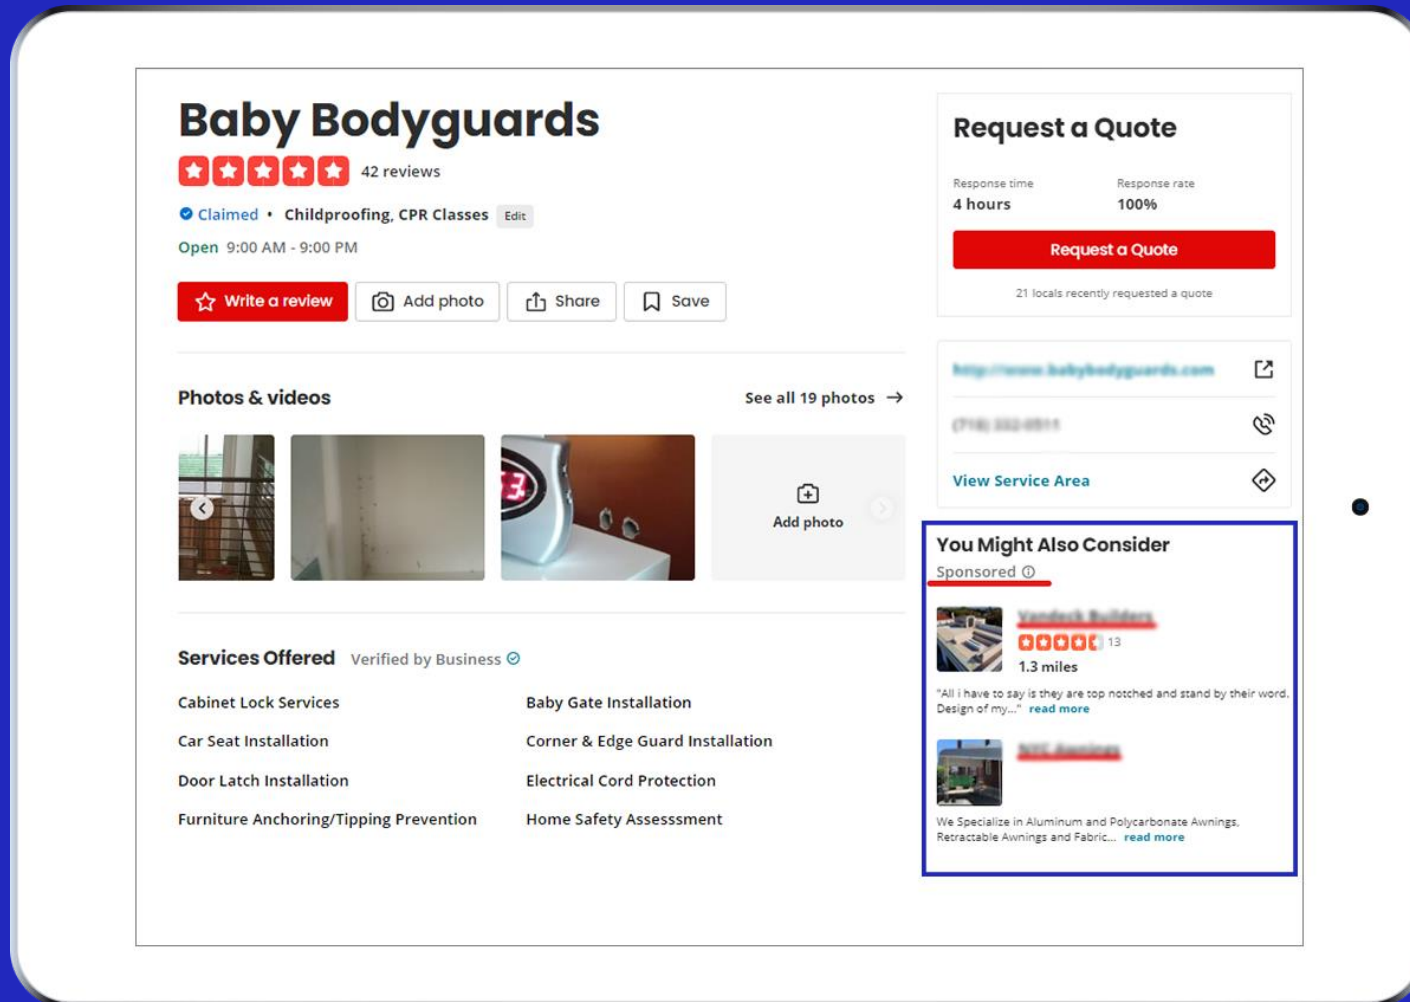 Baby Bodyguards
42 reviews
Claimed • Childproofing, CPR Classes Edit
Open 9:00 AM - 9:00 PM
Write a review Add photo Share Save
Photos & videos See all 19 photos →
Add photo
Services Offered Verified by Business
Cabinet Lock Services Baby Gate Installation
Car Seat Installation Corner & Edge Guard Installation
Door Latch Installation Electrical Cord Protection
Furniture Anchoring/Tipping Prevention Home Safety Assesssment
Request a Quote
Response time Response rate
4 hours 100%
Request a Quote
21 locals recently requested a quote
View Service Area
You Might Also Consider
Sponsored
13
1.3 miles
"All i have to say is they are top notched and stand by their word.
Design of my..." read more
We Specialize in Aluminum and Polycarbonate Awnings,
Retractable Awnings and Fabric... read more